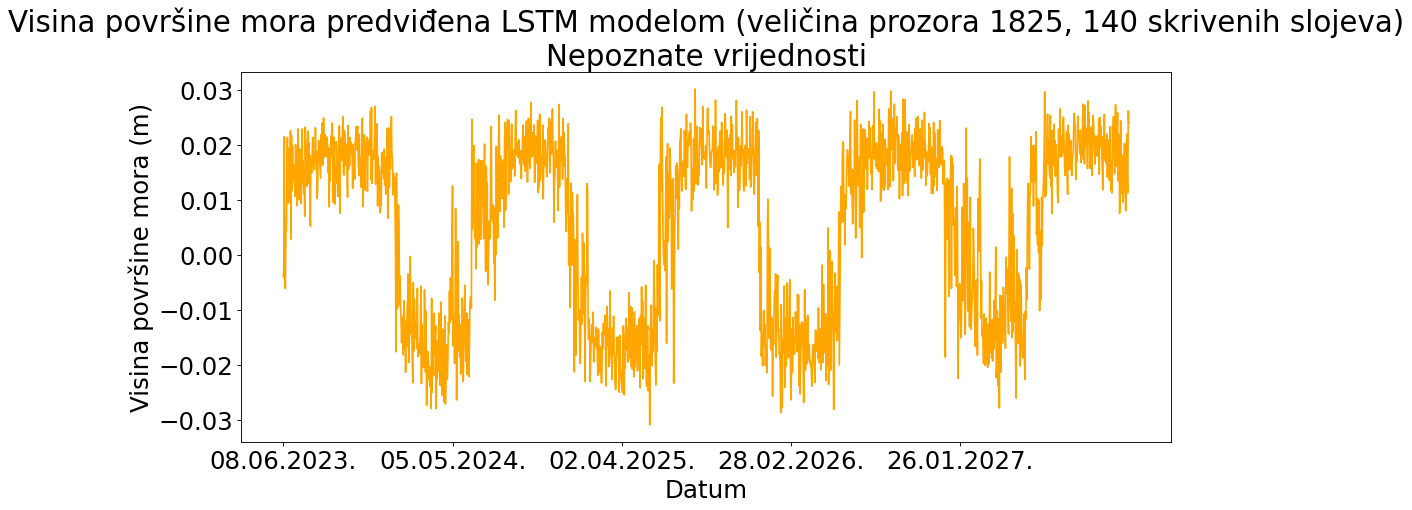 Visina površine mora predviđena LSTM modelom (veličina prozora 1825, 140 skrivenih slojeva)
Nepoznate vrijednosti
Visina površine mora (m)
0.03
0.02
0.01
0.00
−0.01
−0.02
−0.03
08.06.2023. 05.05.2024. 02.04.2025. 28.02.2026. 26.01.2027.
Datum